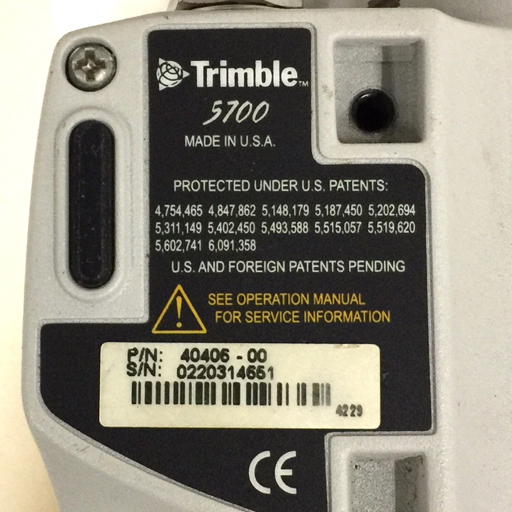 Trimble™
5700
MADE IN U.S.A.
PROTECTED UNDER U.S. PATENTS:
4,754,465 4,847,862 5,148,179 5,187,450 5,202,694
5,311,149 5,402,450 5,493,588 5,515,057 5,519,620
5,602,741 6,091,358
U.S. AND FOREIGN PATENTS PENDING
SEE OPERATION MANUAL
FOR SERVICE INFORMATION
P/N: 40406-00
S/N: 0220314651
4229
CE